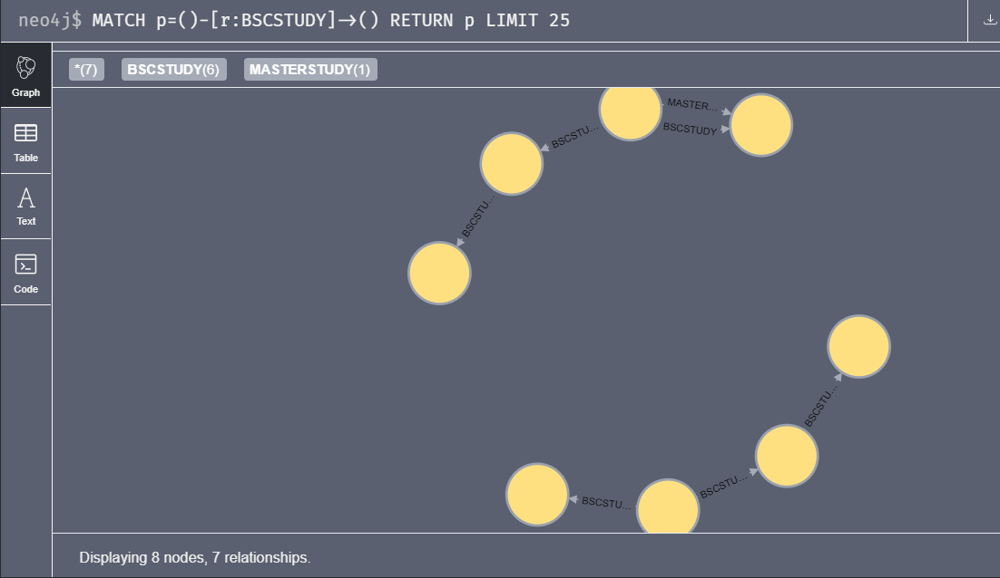 neo4j$ MATCH p=()-[r:BSCSTUDY]->() RETURN p LIMIT 25
*(7) BSCSTUDY(6) MASTERSTUDY(1)
Graph
Table
Text
Code
MASTER...
BSCSTUDY
BSCSTU...
BSCSTU...
BSCSTU...
BSCSTU...
BSCSTU...
Displaying 8 nodes, 7 relationships.